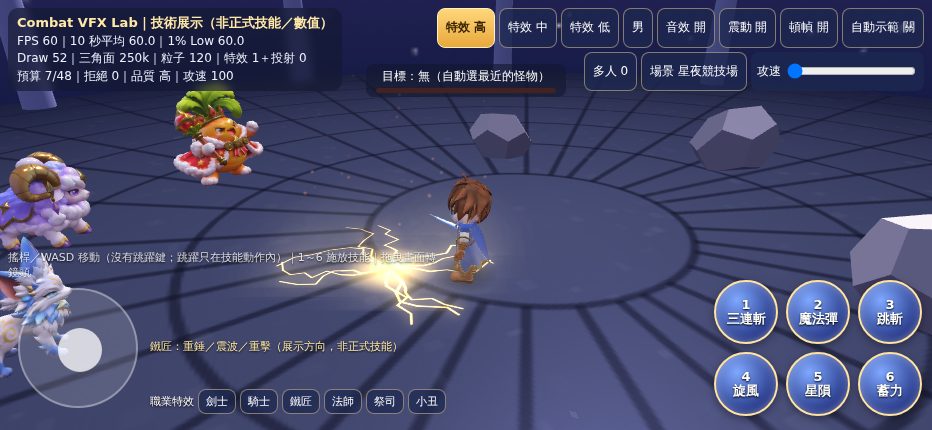 Combat VFX Lab｜技術展示（非正式技能／數值）
FPS 60｜10 秒平均 60.0｜1% Low 60.0
Draw 52｜三角面 250k｜粒子 120｜特效 1＋投射 0
預算 7/48｜拒絕 0｜品質 高｜攻速 100
特效 高
特效 中
特效 低
男
音效 開
震動 開
頓幀 開
自動示範 關
目標：無（自動選最近的怪物）
多人 0
場景 星夜競技場
攻速
搖桿／WASD 移動（沒有跳躍鍵；跳躍只在技能動作內）｜1～6 施放技能｜拖曳畫面轉
鏡頭
1
三連斬
2
魔法彈
3
跳斬
鐵匠：重錘／震波／重擊（展示方向，非正式技能）
4
旋風
5
星隕
6
蓄力
職業特效
劍士
騎士
鐵匠
法師
祭司
小丑